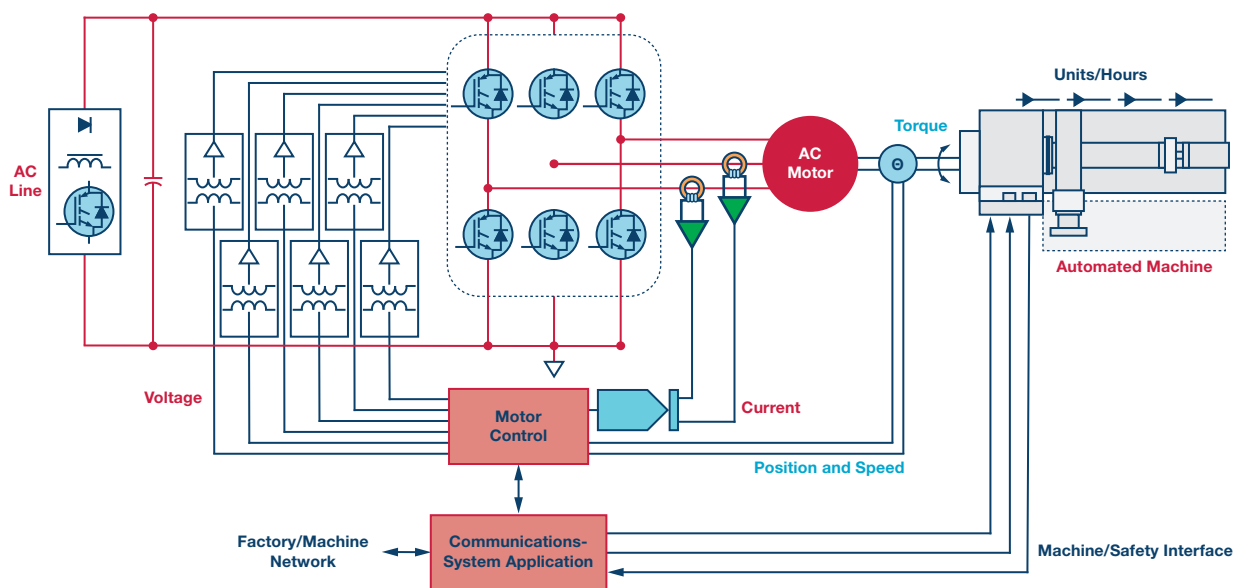 Units/Hours
Torque
AC
Line
AC
Motor
Θ
Automated Machine
Voltage
Motor
Control
Current
Position and Speed
Factory/Machine
Network
Communications-
System Application
Machine/Safety Interface